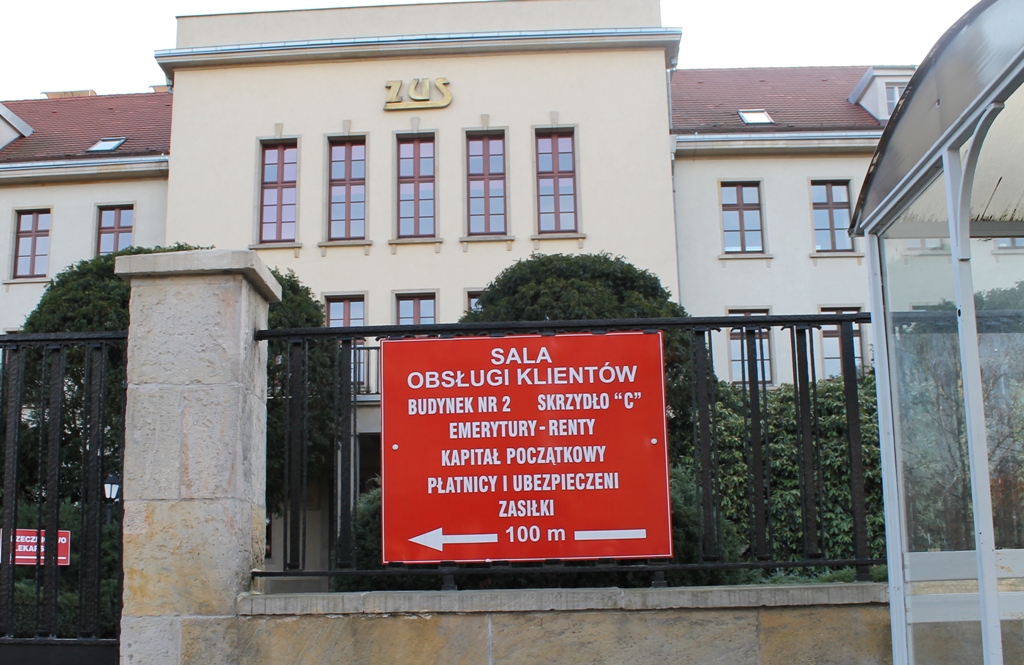 ZUS
SALA
OBSŁUGI KLIENTÓW
BUDYNEK NR 2 SKRZYDŁO "C"
EMERYTURY - RENTY
KAPITAŁ POCZĄTKOWY
PŁATNICY I UBEZPIECZENI
ZASIŁKI
100 m